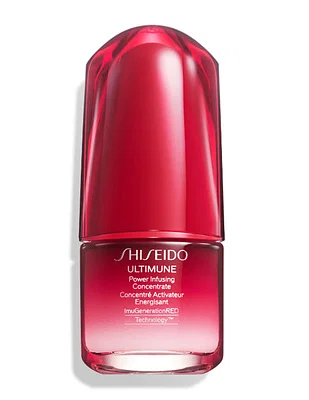 SHISEIDO
ULTIMUNE
Power Infusing
Concentrate
Concentré Activateur
Energisant
ImuGenerationRED
Technology™